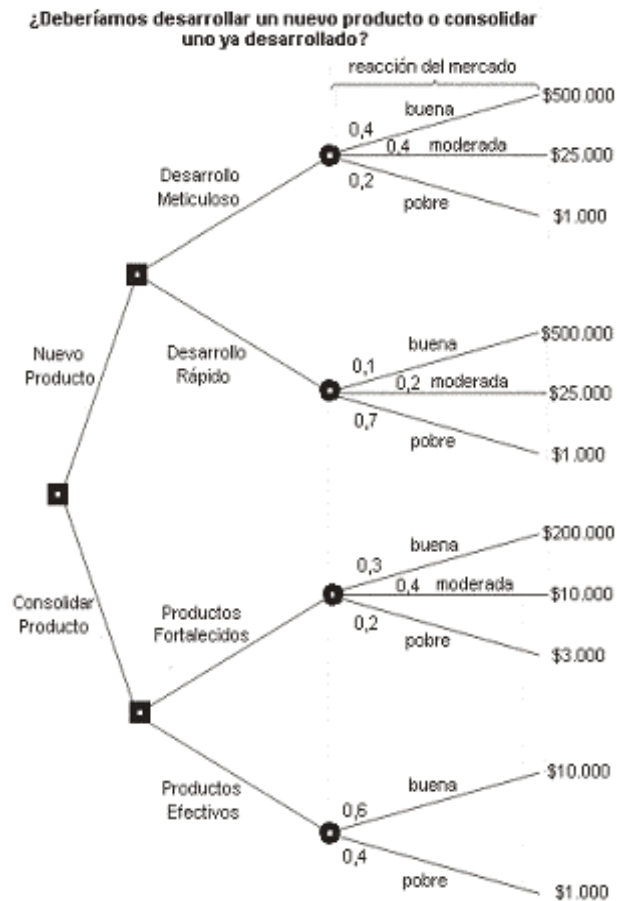 ¿Deberíamos desarrollar un nuevo producto o consolidar
uno ya desarrollado?
reacción del mercado
Desarrollo
Meticuloso
0,4
buena
$500.000
0,4
moderada
$25.000
0,2
pobre
$1.000
Nuevo
Producto
Desarrollo
Rápido
0,1
buena
$500.000
0,2
moderada
$25.000
0,7
pobre
$1.000
Consolidar
Producto
Productos
Fortalecidos
0,3
buena
$200.000
0,4
moderada
$10.000
0,2
pobre
$3.000
Productos
Efectivos
0,6
buena
$10.000
0,4
pobre
$1.000